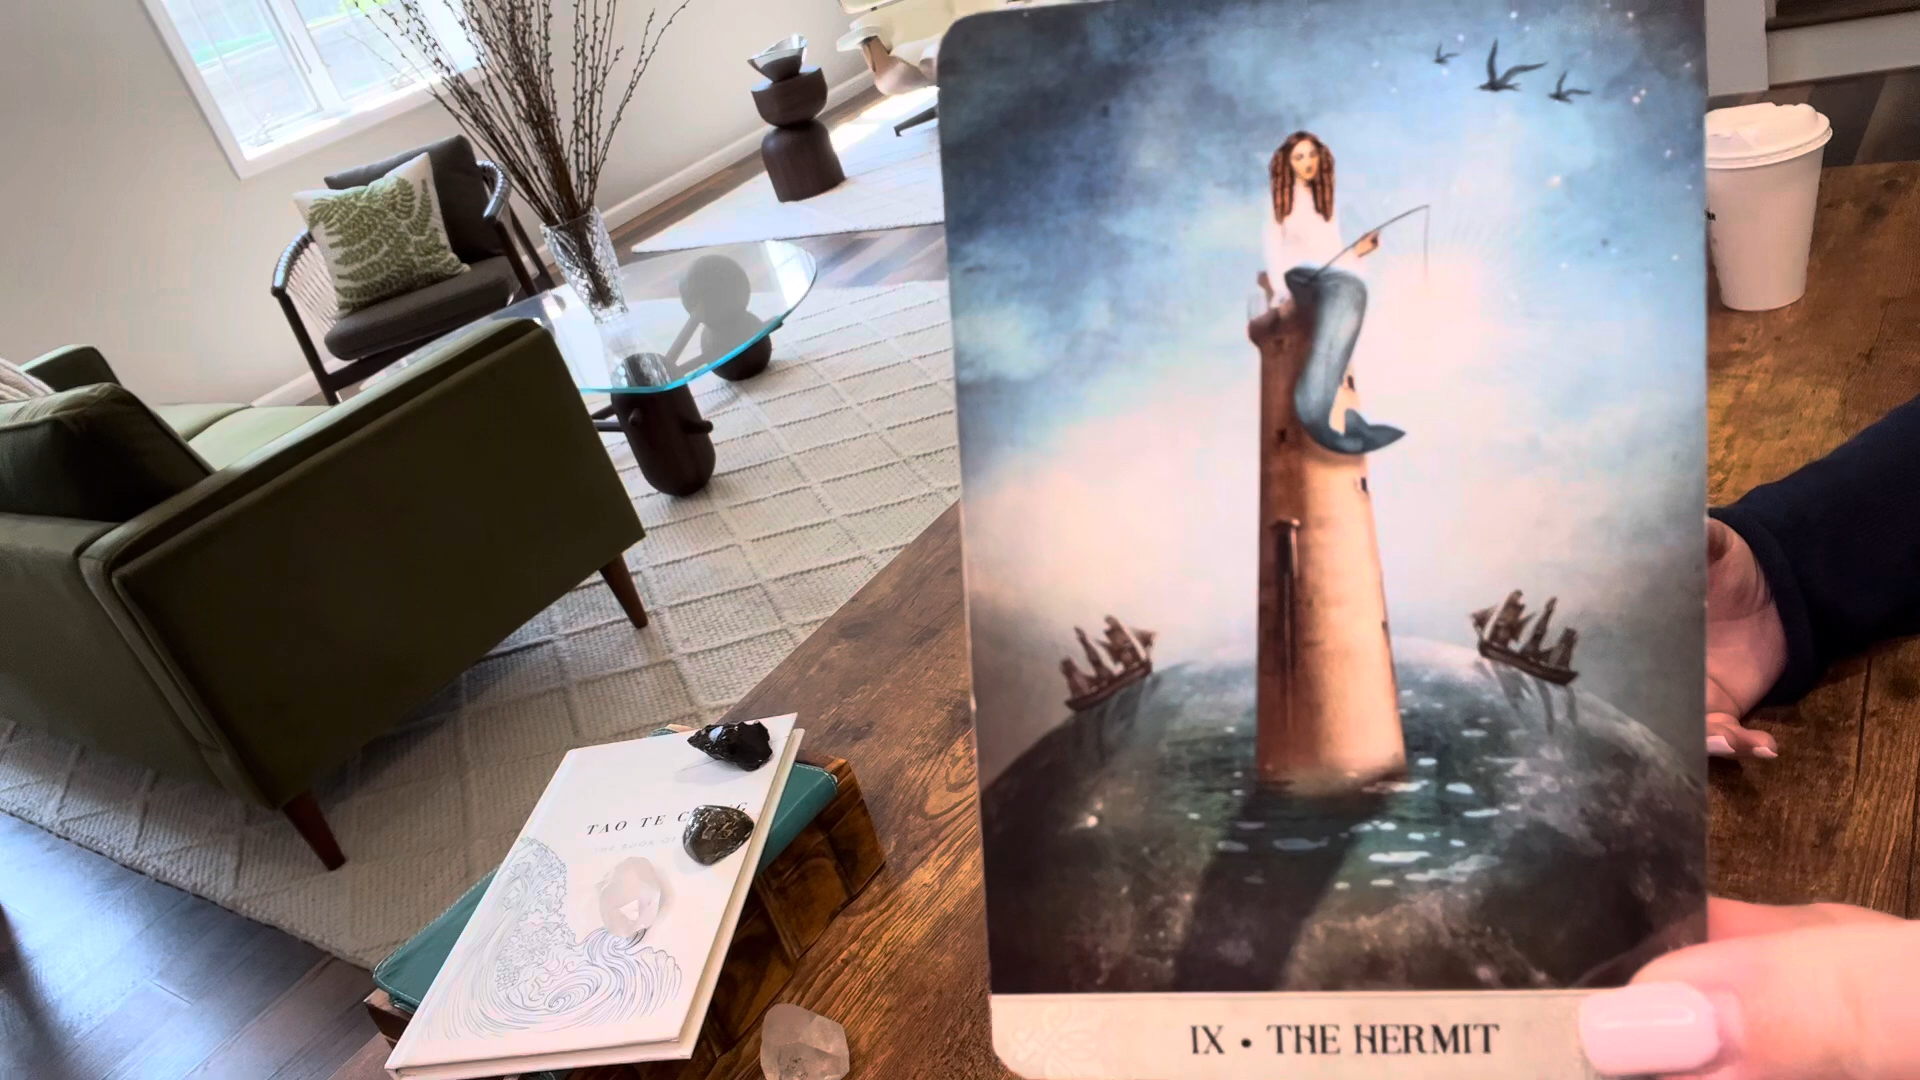 TAO TE
THE BOOK OF
IX • THE HERMIT